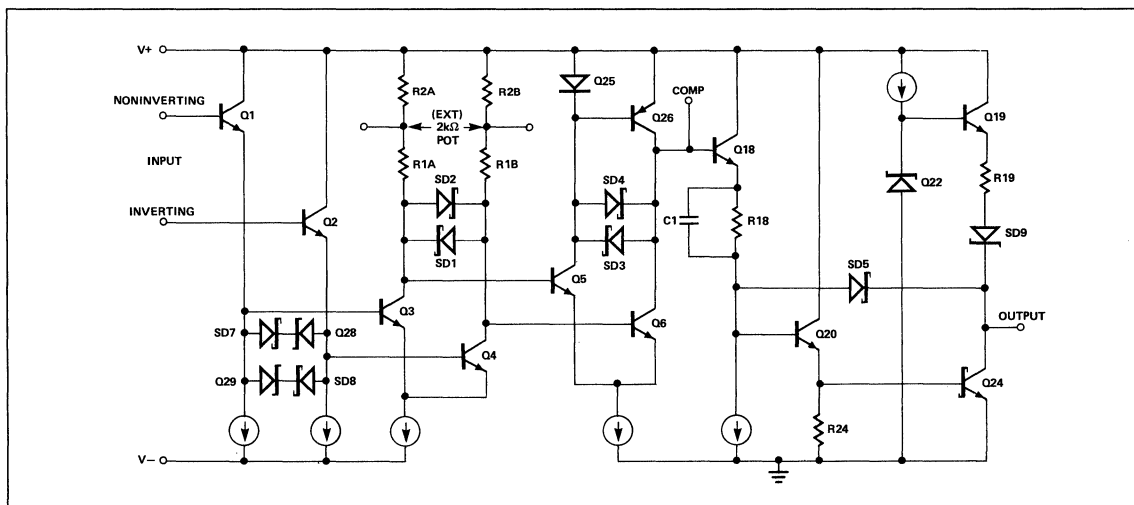 V+
NONINVERTING
Q1
INPUT
INVERTING
Q2
R2A
R2B
(EXT)
2kΩ
POT
R1A
R1B
SD2
SD1
Q3
Q4
SD7
Q28
Q29
SD8
V−
Q25
Q26
COMP
Q18
SD4
SD3
C1
R18
Q5
Q6
SD5
Q20
R24
Q22
Q19
R19
SD9
OUTPUT
Q24